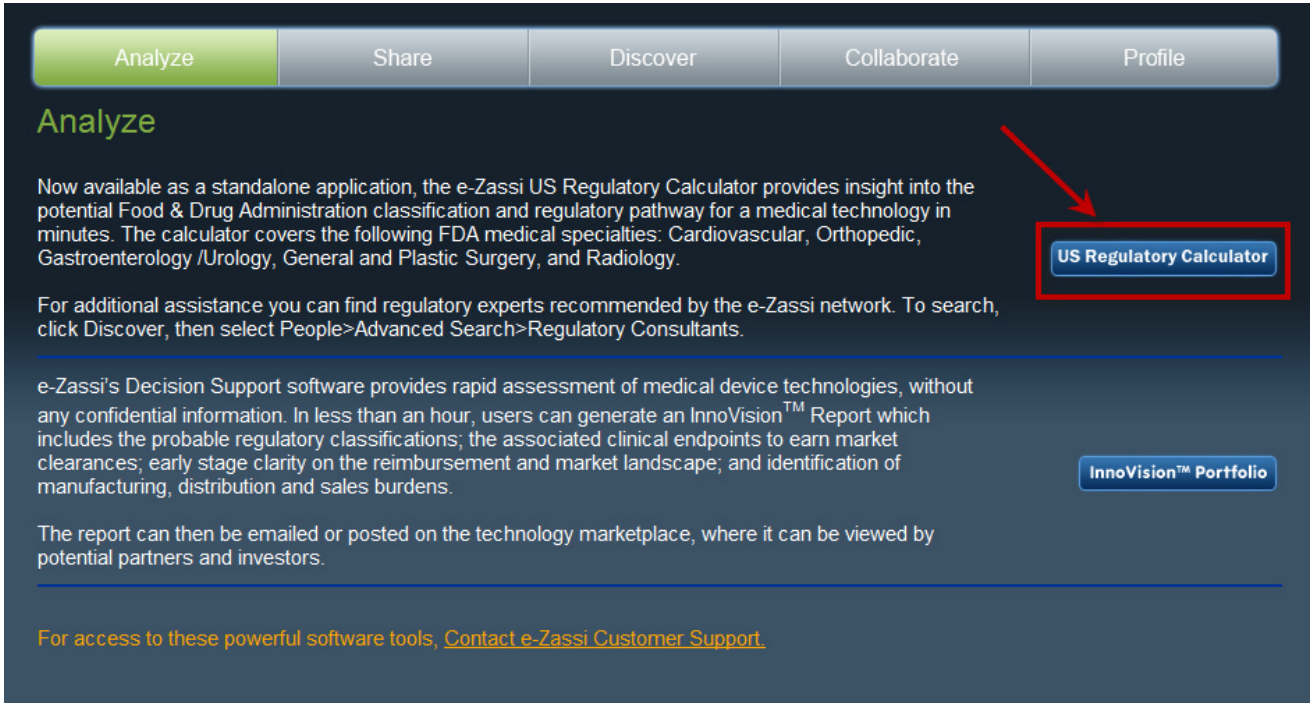 Analyze
Share
Discover
Collaborate
Profile
Analyze
Now available as a standalone application, the e-Zassi US Regulatory Calculator provides insight into the
potential Food & Drug Administration classification and regulatory pathway for a medical technology in
minutes. The calculator covers the following FDA medical specialties: Cardiovascular, Orthopedic,
Gastroenterology /Urology, General and Plastic Surgery, and Radiology.
US Regulatory Calculator
For additional assistance you can find regulatory experts recommended by the e-Zassi network. To search,
click Discover, then select People>Advanced Search>Regulatory Consultants.
e-Zassi's Decision Support software provides rapid assessment of medical device technologies, without
any confidential information. In less than an hour, users can generate an InnoVision™ Report which
includes the probable regulatory classifications; the associated clinical endpoints to earn market
clearances; early stage clarity on the reimbursement and market landscape; and identification of
manufacturing, distribution and sales burdens.
InnoVision™ Portfolio
The report can then be emailed or posted on the technology marketplace, where it can be viewed by
potential partners and investors.
For access to these powerful software tools, Contact e-Zassi Customer Support.